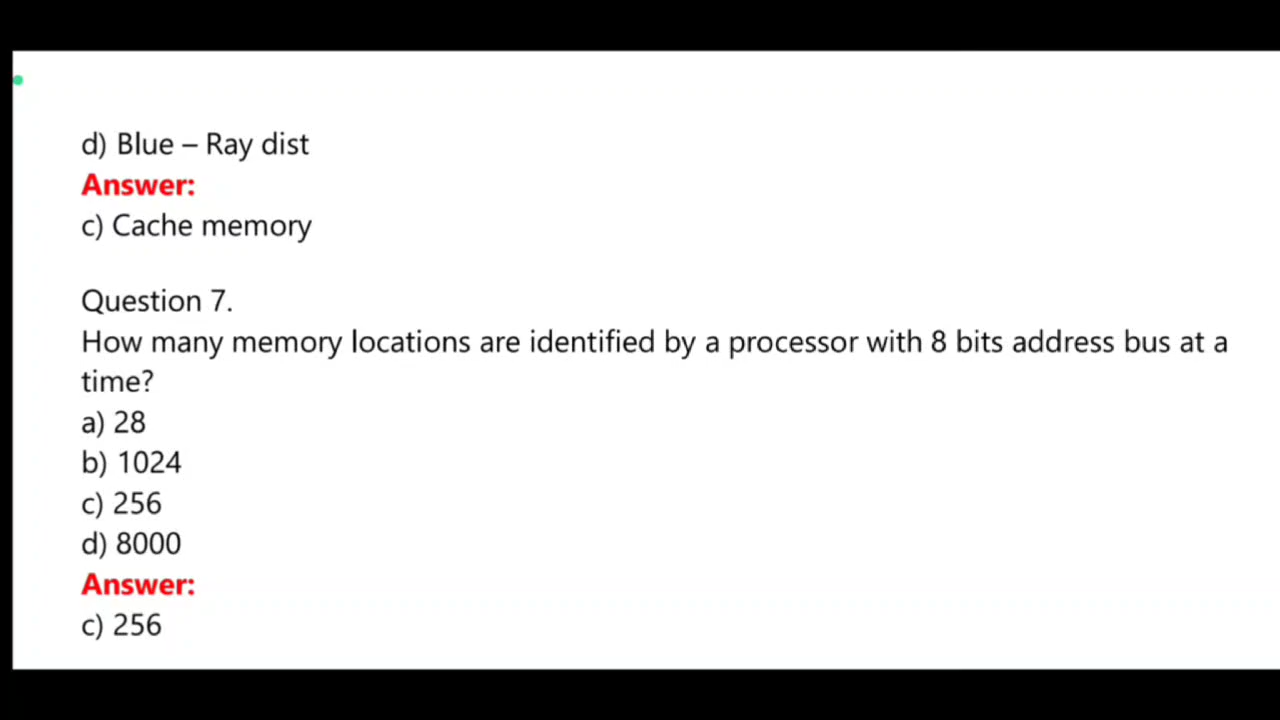 d) Blue – Ray dist
Answer:
c) Cache memory
Question 7.
How many memory locations are identified by a processor with 8 bits address bus at a
time?
a) 28
b) 1024
c) 256
d) 8000
Answer:
c) 256